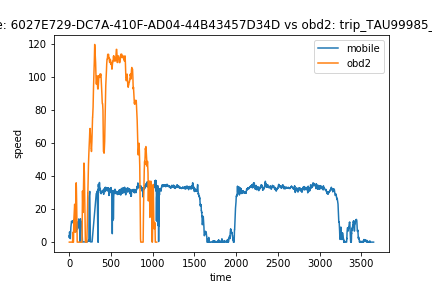 e: 6027E729-DC7A-410F-AD04-44B43457D34D vs obd2: trip_TAU99985_
mobile
obd2
speed
120
100
80
60
40
20
0
0 500 1000 1500 2000 2500 3000 3500
time